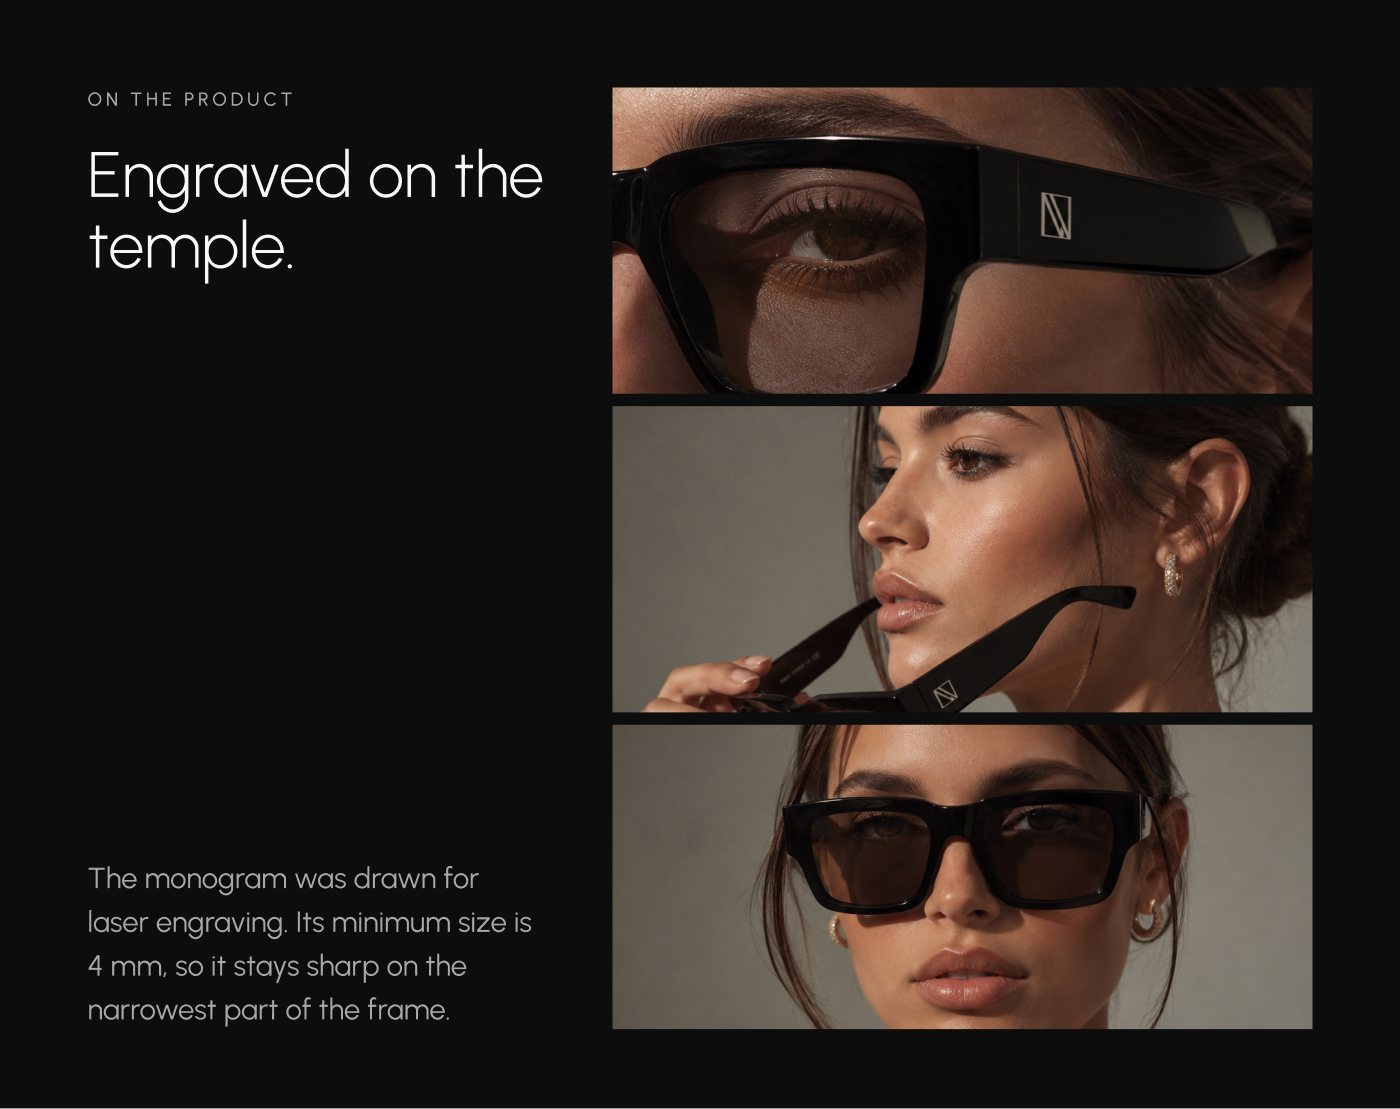 ON THE PRODUCT
Engraved on the
temple.
The monogram was drawn for
laser engraving. Its minimum size is
4 mm, so it stays sharp on the
narrowest part of the frame.